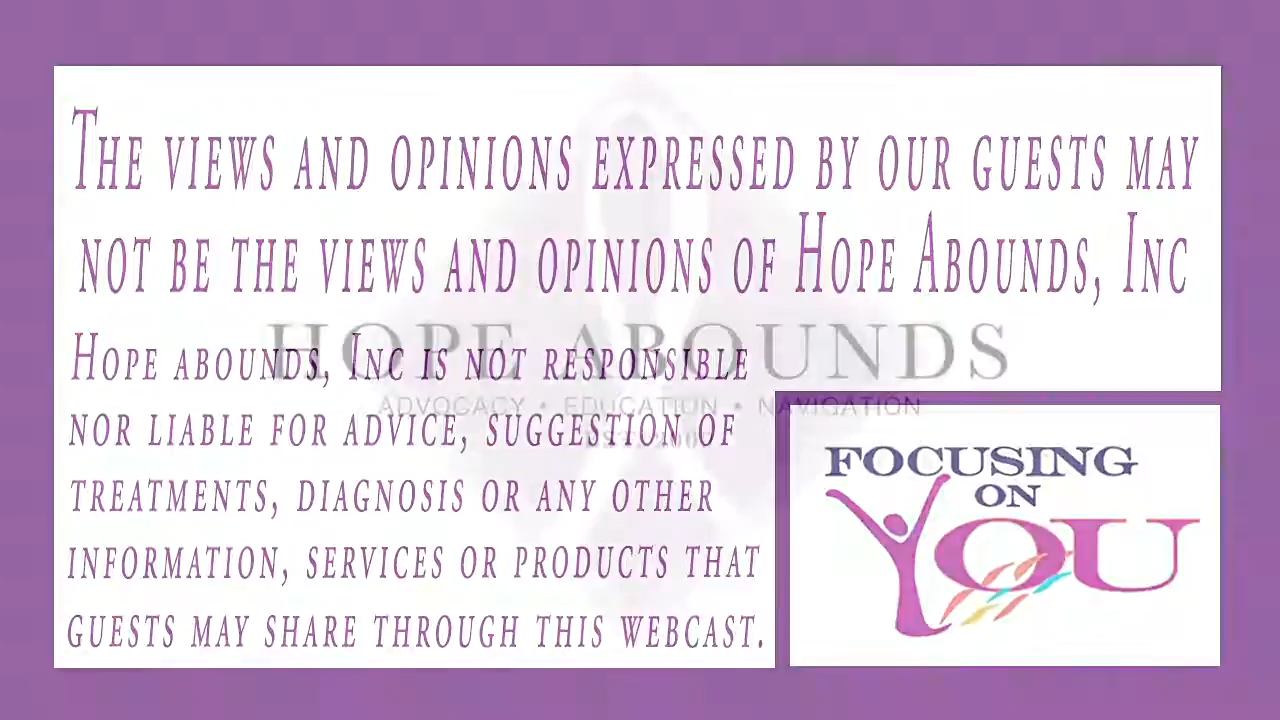 The views and opinions expressed by our guests may
not be the views and opinions of Hope Abounds, Inc
HOPE ABOUNDS
Hope abounds, Inc is not responsible
ADVOCACY • EDUCATION • NAVIGATION
nor liable for advice, suggestion of
treatments, diagnosis or any other
information, services or products that
guests may share through this webcast.
FOCUSING
ON
YOU